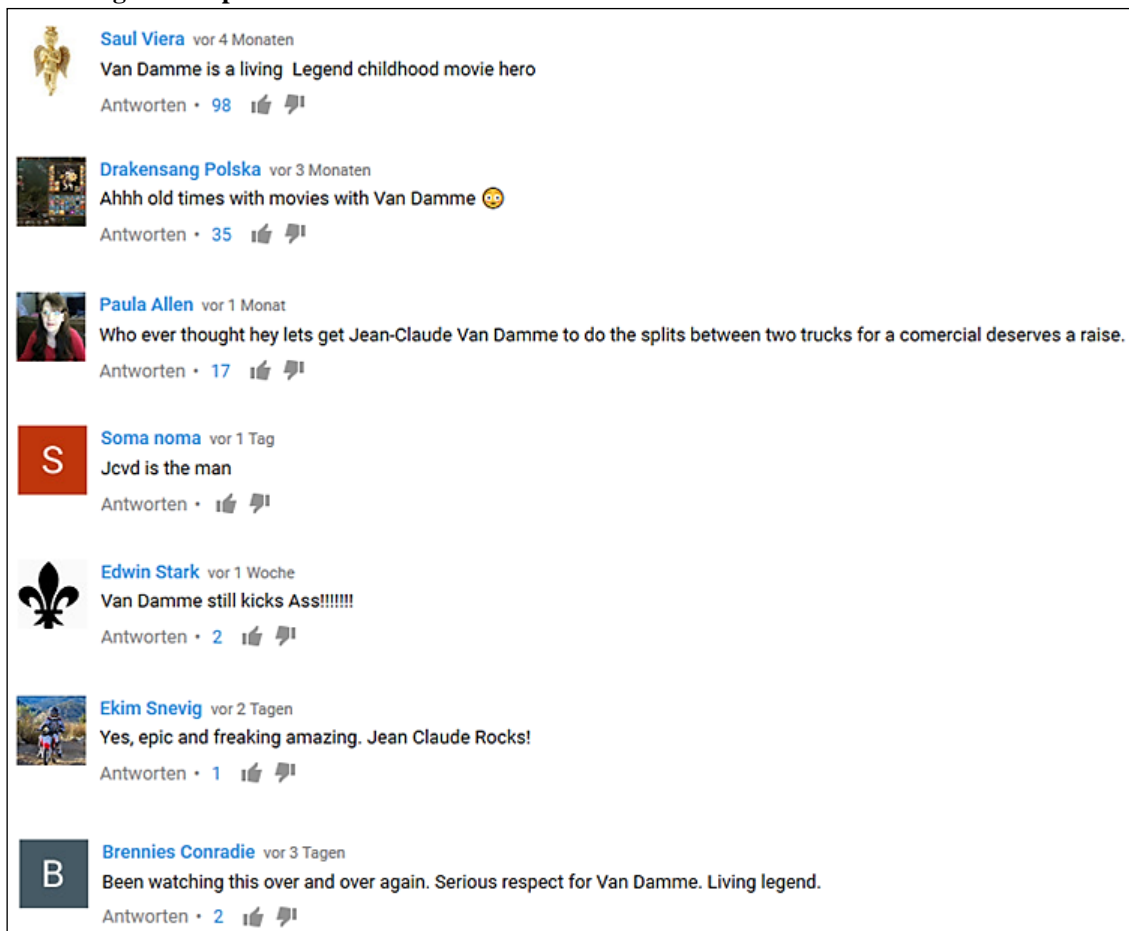 Saul Viera vor 4 Monaten
Van Damme is a living Legend childhood movie hero
Antworten • 98
Drakensang Polska vor 3 Monaten
Ahhh old times with movies with Van Damme 😳
Antworten • 35
Paula Allen vor 1 Monat
Who ever thought hey lets get Jean-Claude Van Damme to do the splits between two trucks for a comercial deserves a raise.
Antworten • 17
S
Soma noma vor 1 Tag
Jcvd is the man
Antworten •
Edwin Stark vor 1 Woche
Van Damme still kicks Ass!!!!!!!
Antworten • 2
Ekim Snevig vor 2 Tagen
Yes, epic and freaking amazing. Jean Claude Rocks!
Antworten • 1
B
Brennies Conradie vor 3 Tagen
Been watching this over and over again. Serious respect for Van Damme. Living legend.
Antworten • 2